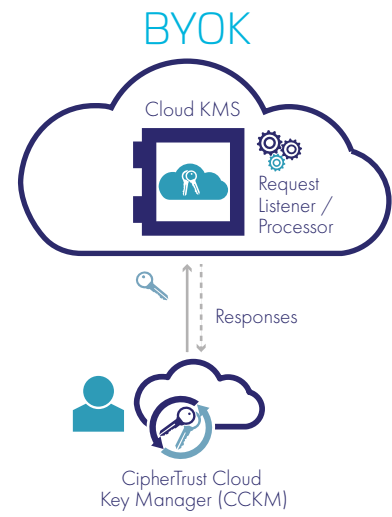 BYOK
Cloud KMS
Request
Listener /
Processor
Responses
CipherTrust Cloud
Key Manager (CCKM)